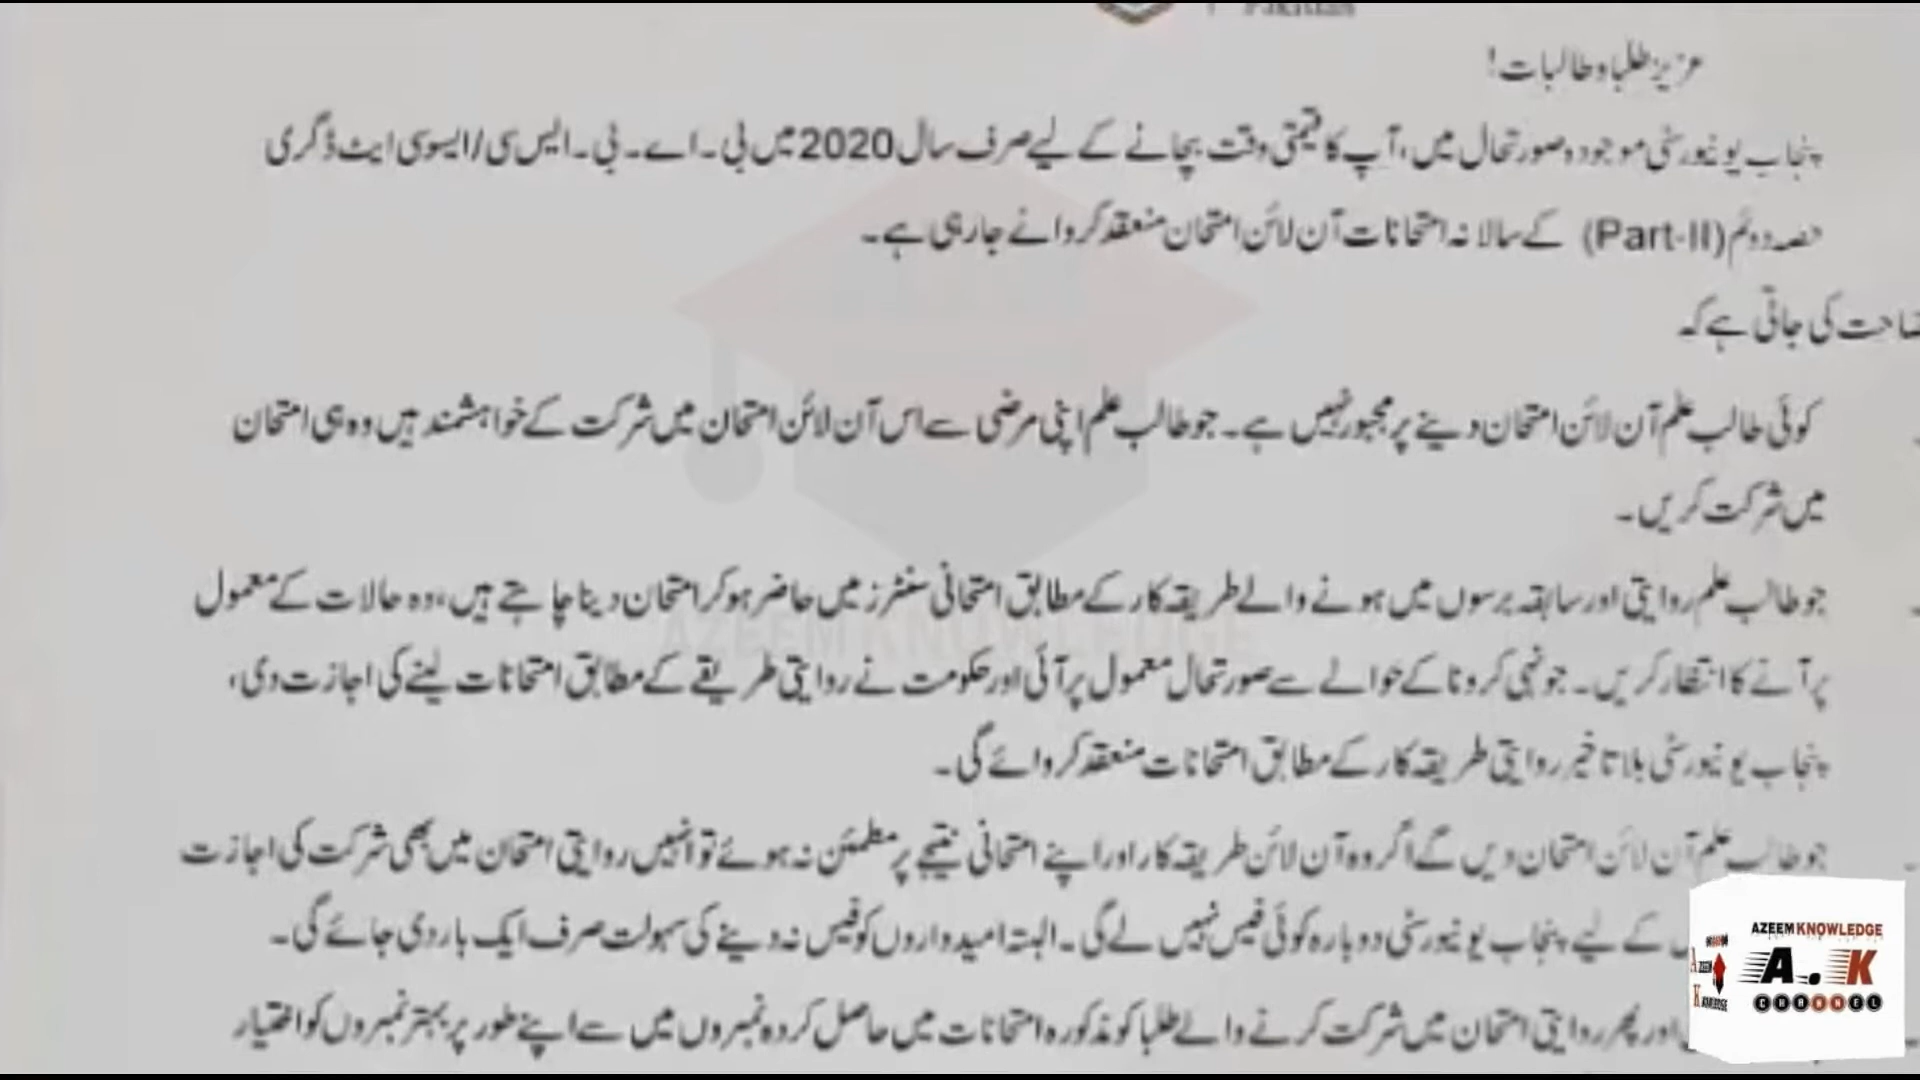 Pakistan
عزیز طلبا و طالبات!
پنجاب یونیورسٹی موجودہ صورتحال میں، آپ کا قیمتی وقت بچانے کے لیے صرف سال 2020 میں بی۔اے۔بی۔ایس سی/ایسوسی ایٹ ڈگری
حصہ دوئم (Part-II) کے سالانہ امتحانات آن لائن امتحان منعقد کروانے جا رہی ہے۔
ضاحت کی جاتی ہے کہ
کوئی طالب علم آن لائن امتحان دینے پر مجبور نہیں ہے۔ جو طالب علم اپنی مرضی سے اس آن لائن امتحان میں شرکت کے خواہشمند ہیں وہ ہی امتحان
میں شرکت کریں۔
جو طالب علم روایتی اور سابقہ برسوں میں ہونے والے طریقہ کار کے مطابق امتحانی سنٹرز میں حاضر ہو کر امتحان دینا چاہتے ہیں، وہ حالات کے معمول
پر آنے کا انتظار کریں۔ جونہی کرونا کے حوالے سے صورتحال معمول پر آئی اور حکومت نے روایتی طریقے کے مطابق امتحانات لینے کی اجازت دی،
پنجاب یونیورسٹی بلا تاخیر روایتی طریقہ کار کے مطابق امتحانات منعقد کروائے گی۔
جو طالب علم آن لائن امتحان دیں گے اگر وہ آن لائن طریقہ کار اور اپنے امتحانی نتیجے پر مطمئن نہ ہوئے تو انہیں روایتی امتحان میں بھی شرکت کی اجازت
کے لیے پنجاب یونیورسٹی دوبارہ کوئی فیس نہیں لے گی۔ البتہ امیدواروں کو فیس نہ دینے کی سہولت صرف ایک بار دی جائے گی۔
اور پھر روایتی امتحان میں شرکت کرنے والے طلبا کو مذکورہ امتحانات میں حاصل کردہ نمبروں میں سے اپنے طور پر بہتر نمبروں کو اختیار
AZEEM KNOWLEDGE
AZEEM KNOWLEDGE
A. K
CHANNEL